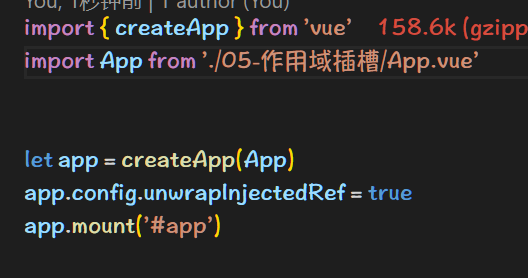 You, 1秒钟前 | 1 author (You)
import { createApp } from 'vue' 158.6k (gzipp
import App from './05-作用域插槽/App.vue'
let app = createApp(App)
app.config.unwrapInjectedRef = true
app.mount('#app')